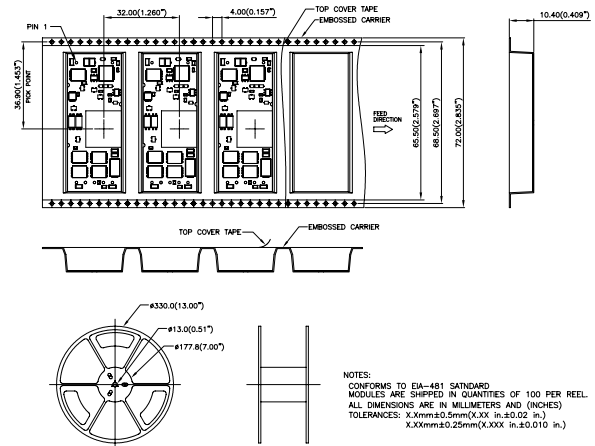 32.00(1.260")
4.00(0.157")
TOP COVER TAPE
EMBOSSED CARRIER
10.40(0.409")
PIN 1
36.90(1.453")
PICK POINT
FEED
DIRECTION
65.50(2.579")
68.50(2.697")
72.00(2.835")
TOP COVER TAPE
EMBOSSED CARRIER
ø330.0(13.00")
ø13.0(0.51")
ø177.8(7.00")
NOTES:
CONFORMS TO EIA-481 SATNDARD
MODULES ARE SHIPPED IN QUANTITIES OF 100 PER REEL.
ALL DIMENSIONS ARE IN MILLIMETERS AND (INCHES)
TOLERANCES: X.Xmm±0.5mm(X.XX in.±0.02 in.)
X.XXmm±0.25mm(X.XXX in.±0.010 in.)